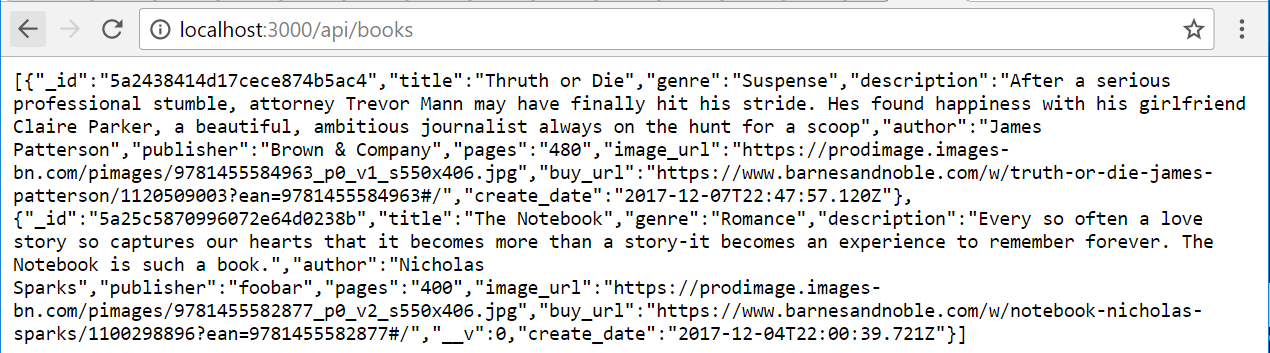 localhost:3000/api/books
[{"_id":"5a2438414d17cece874b5ac4","title":"Thruth or Die","genre":"Suspense","description":"After a serious
professional stumble, attorney Trevor Mann may have finally hit his stride. Hes found happiness with his girlfriend
Claire Parker, a beautiful, ambitious journalist always on the hunt for a scoop","author":"James
Patterson","publisher":"Brown & Company","pages":"480","image_url":"https://prodimage.images-
bn.com/pimages/9781455584963_p0_v1_s550x406.jpg","buy_url":"https://www.barnesandnoble.com/w/truth-or-die-james-
patterson/1120509003?ean=9781455584963#/","create_date":"2017-12-07T22:47:57.120Z"},
{"_id":"5a25c5870996072e64d0238b","title":"The Notebook","genre":"Romance","description":"Every so often a love
story so captures our hearts that it becomes more than a story-it becomes an experience to remember forever. The
Notebook is such a book.","author":"Nicholas
Sparks","publisher":"foobar","pages":"400","image_url":"https://prodimage.images-
bn.com/pimages/9781455582877_p0_v2_s550x406.jpg","buy_url":"https://www.barnesandnoble.com/w/notebook-nicholas-
sparks/1100298896?ean=9781455582877#/","__v":0,"create_date":"2017-12-04T22:00:39.721Z"}]